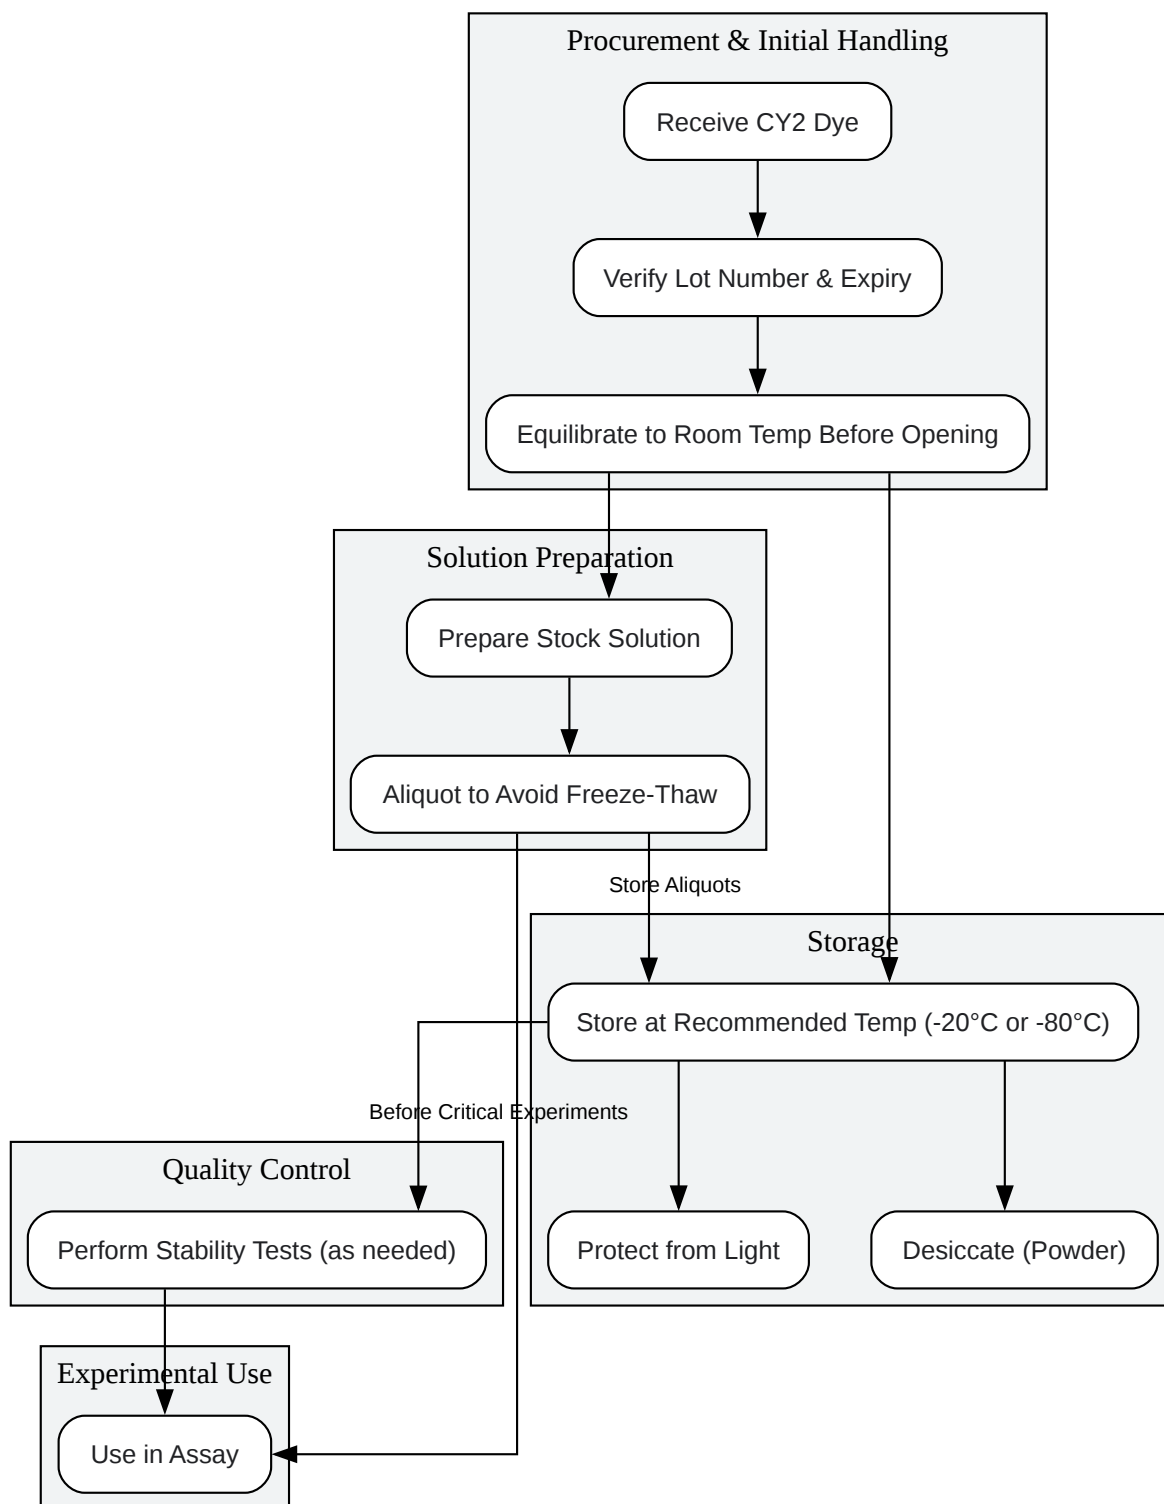 Procurement & Initial Handling
Receive CY2 Dye
Verify Lot Number & Expiry
Equilibrate to Room Temp Before Opening
Solution Preparation
Prepare Stock Solution
Aliquot to Avoid Freeze-Thaw
Store Aliquots
Storage
Store at Recommended Temp (-20°C or -80°C)
Before Critical Experiments
Quality Control
Perform Stability Tests (as needed)
Protect from Light
Desiccate (Powder)
Experimental Use
Use in Assay